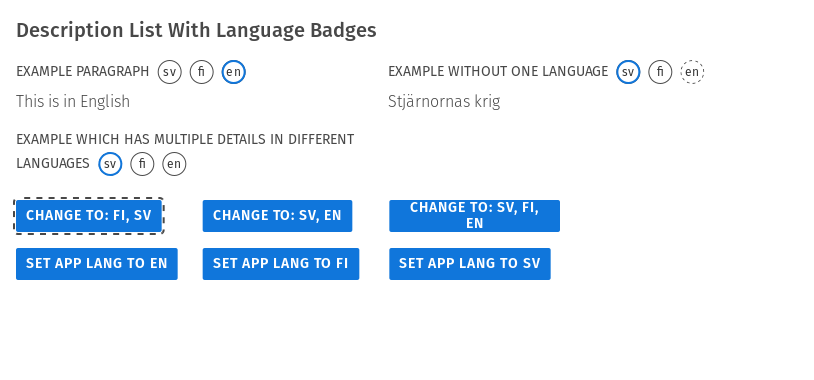 Description List With Language Badges
EXAMPLE PARAGRAPH sv fi en
This is in English
EXAMPLE WITHOUT ONE LANGUAGE sv fi en
Stjärnornas krig
EXAMPLE WHICH HAS MULTIPLE DETAILS IN DIFFERENT
LANGUAGES sv fi en
CHANGE TO: FI, SV
CHANGE TO: SV, EN
CHANGE TO: SV, FI,
EN
SET APP LANG TO EN
SET APP LANG TO FI
SET APP LANG TO SV